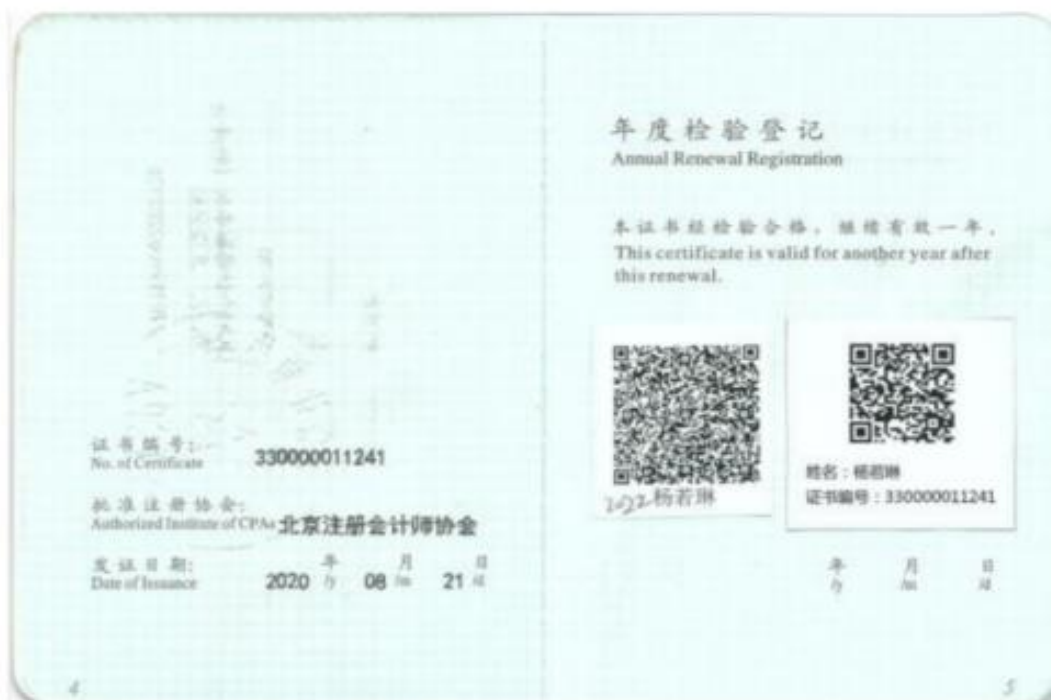 证书编号:
No. of Certificate
330000011241
批准注册协会:
Authorized Institute of CPAs
北京注册会计师协会
发证日期:
Date of Issuance
2020 年 08 月 21 日
/y /m /d
4
年度检验登记
Annual Renewal Registration
本证书经检验合格，继续有效一年。
This certificate is valid for another year after
this renewal.
2022 杨若琳
姓名：杨若琳
证书编号：330000011241
年 月 日
/y /m /d
5